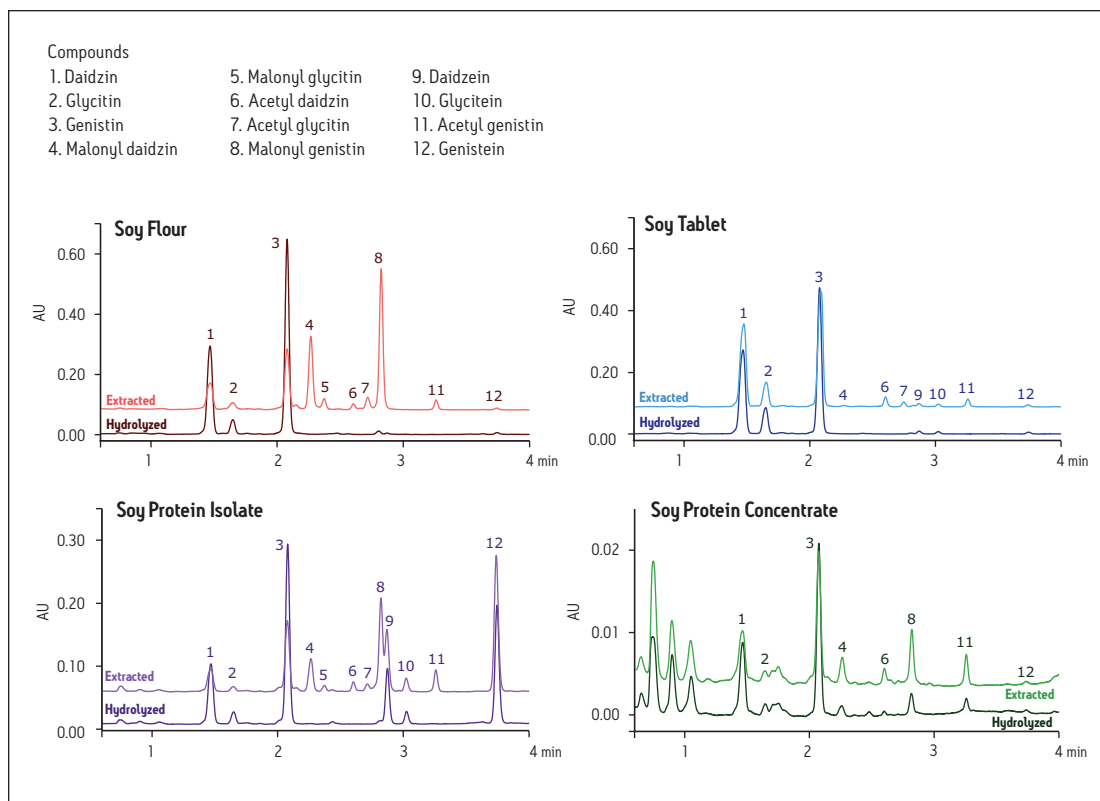 Compounds
1. Daidzin
2. Glycitin
3. Genistin
4. Malonyl daidzin
5. Malonyl glycitin
6. Acetyl daidzin
7. Acetyl glycitin
8. Malonyl genistin
9. Daidzein
10. Glycitein
11. Acetyl genistin
12. Genistein
Soy Flour
0.60
0.40
0.20
0.00
AU
1
2
3
4
5
6
7
8
11
12
Extracted
Hydrolyzed
1 2 3 4 min
Soy Tablet
0.60
0.40
0.20
0.00
AU
1
2
3
4
6
7
9
10
11
12
Extracted
Hydrolyzed
1 2 3 4 min
Soy Protein Isolate
0.30
0.20
0.10
0.00
AU
1
2
3
4
5
6
7
8
9
10
11
12
Extracted
Hydrolyzed
1 2 3 4 min
Soy Protein Concentrate
0.02
0.01
0.00
AU
1
2
3
4
6
8
11
12
Extracted
Hydrolyzed
1 2 3 4 min